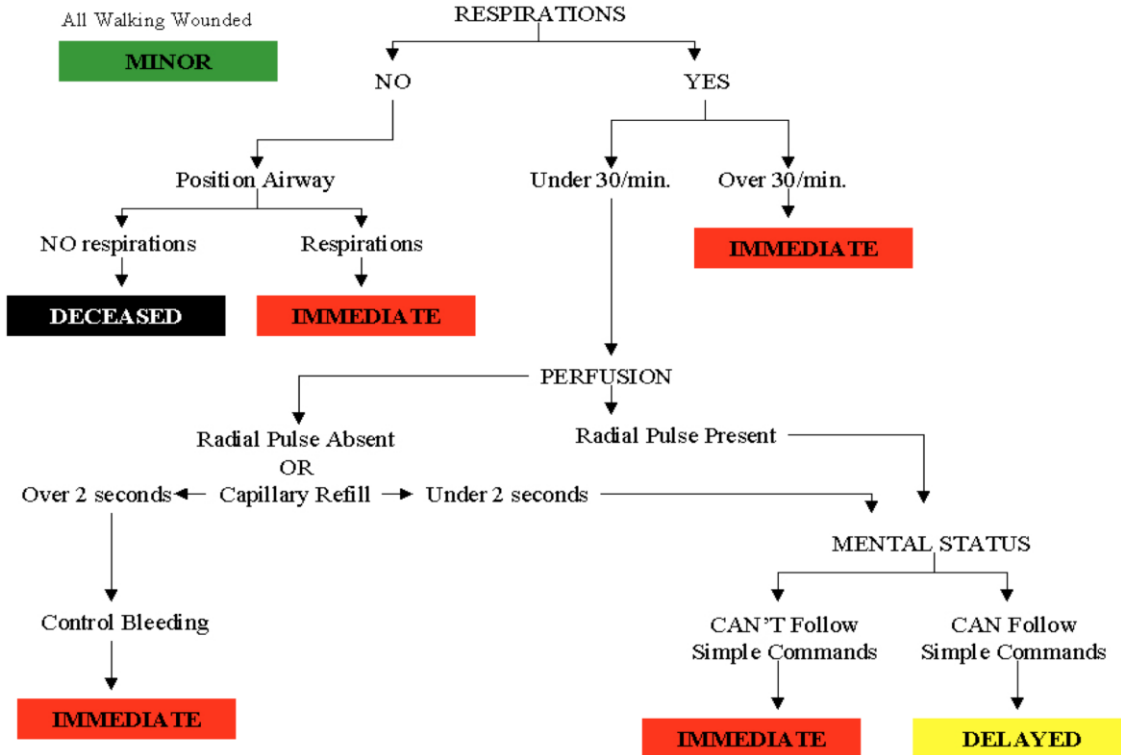 All Walking Wounded
MINOR
RESPIRATIONS
NO
YES
Position Airway
Under 30/min.
Over 30/min.
NO respirations
Respirations
IMMEDIATE
DECEASED
IMMEDIATE
PERFUSION
Radial Pulse Absent
Radial Pulse Present
OR
Over 2 seconds
Capillary Refill
Under 2 seconds
MENTAL STATUS
Control Bleeding
CAN'T Follow
Simple Commands
CAN Follow
Simple Commands
IMMEDIATE
IMMEDIATE
DELAYED